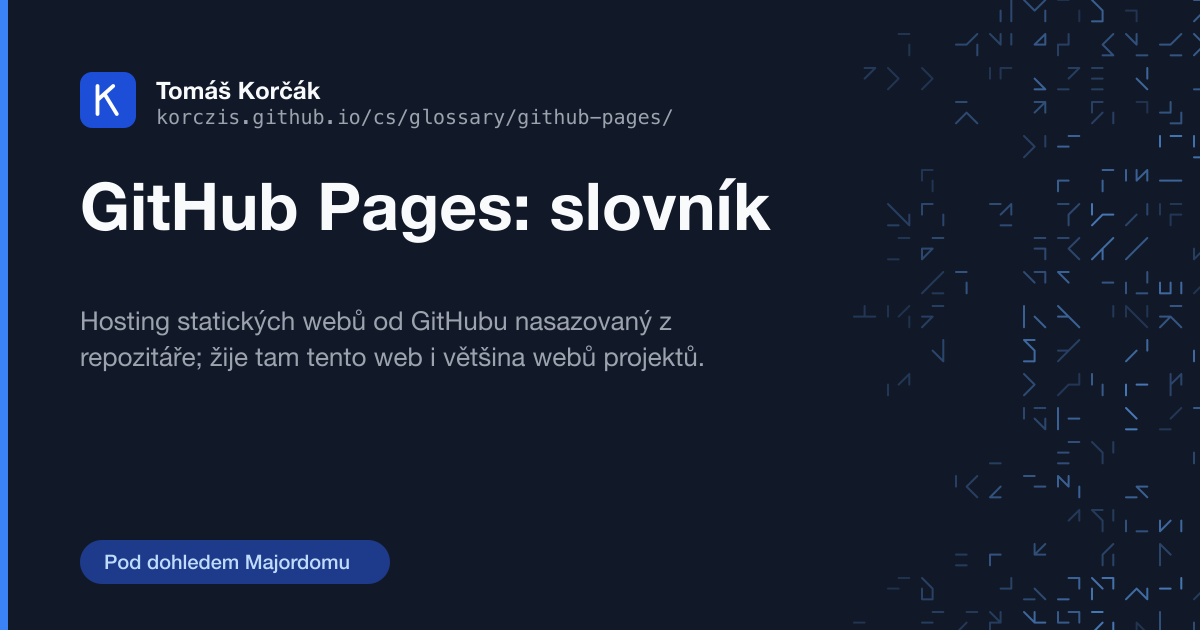 Tomáš Korčák
korczis.github.io/cs/glossary/github-pages/
GitHub Pages: slovník
Hosting statických webů od GitHubu nasazovaný z
repozitáře; žije tam tento web i většina webů projektů.
Pod dohledem Majordomu